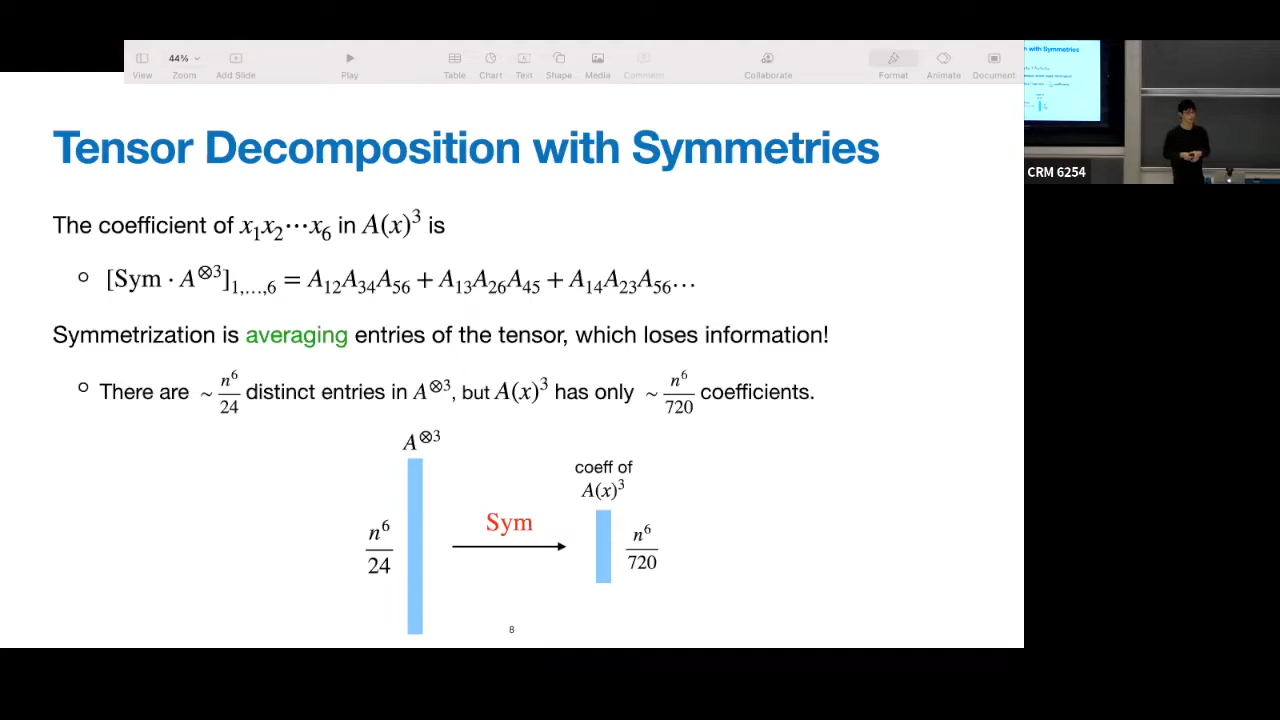 44%
View Zoom Add Slide Play Table Chart Text Shape Media Comment Collaborate Format Animate Document
Tensor Decomposition with Symmetries
The coefficient of x₁x₂⋯x₆ in A(x)³ is
[Sym · A⊗³]₁,…,₆ = A₁₂A₃₄A₅₆ + A₁₃A₂₆A₄₅ + A₁₄A₂₃A₅₆…
Symmetrization is averaging entries of the tensor, which loses information!
There are ~ n⁶/24 distinct entries in A⊗³, but A(x)³ has only ~ n⁶/720 coefficients.
A⊗³
coeff of
A(x)³
Sym
n⁶/24
n⁶/720
8
with Symmetries
CRM 6254